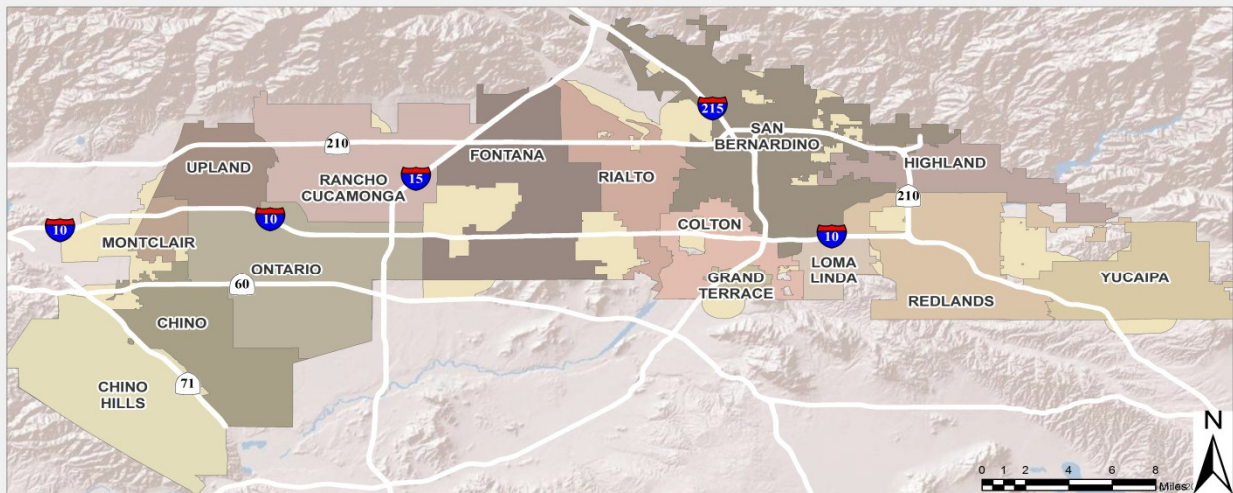 215
SAN
BERNARDINO
210
UPLAND
FONTANA
HIGHLAND
15
RANCHO
CUCAMONGA
RIALTO
210
10
10
COLTON
10
MONTCLAIR
ONTARIO
LOMA
LINDA
60
GRAND
TERRACE
YUCAIPA
REDLANDS
CHINO
71
CHINO
HILLS
N
0 1 2 4 6 8
Miles